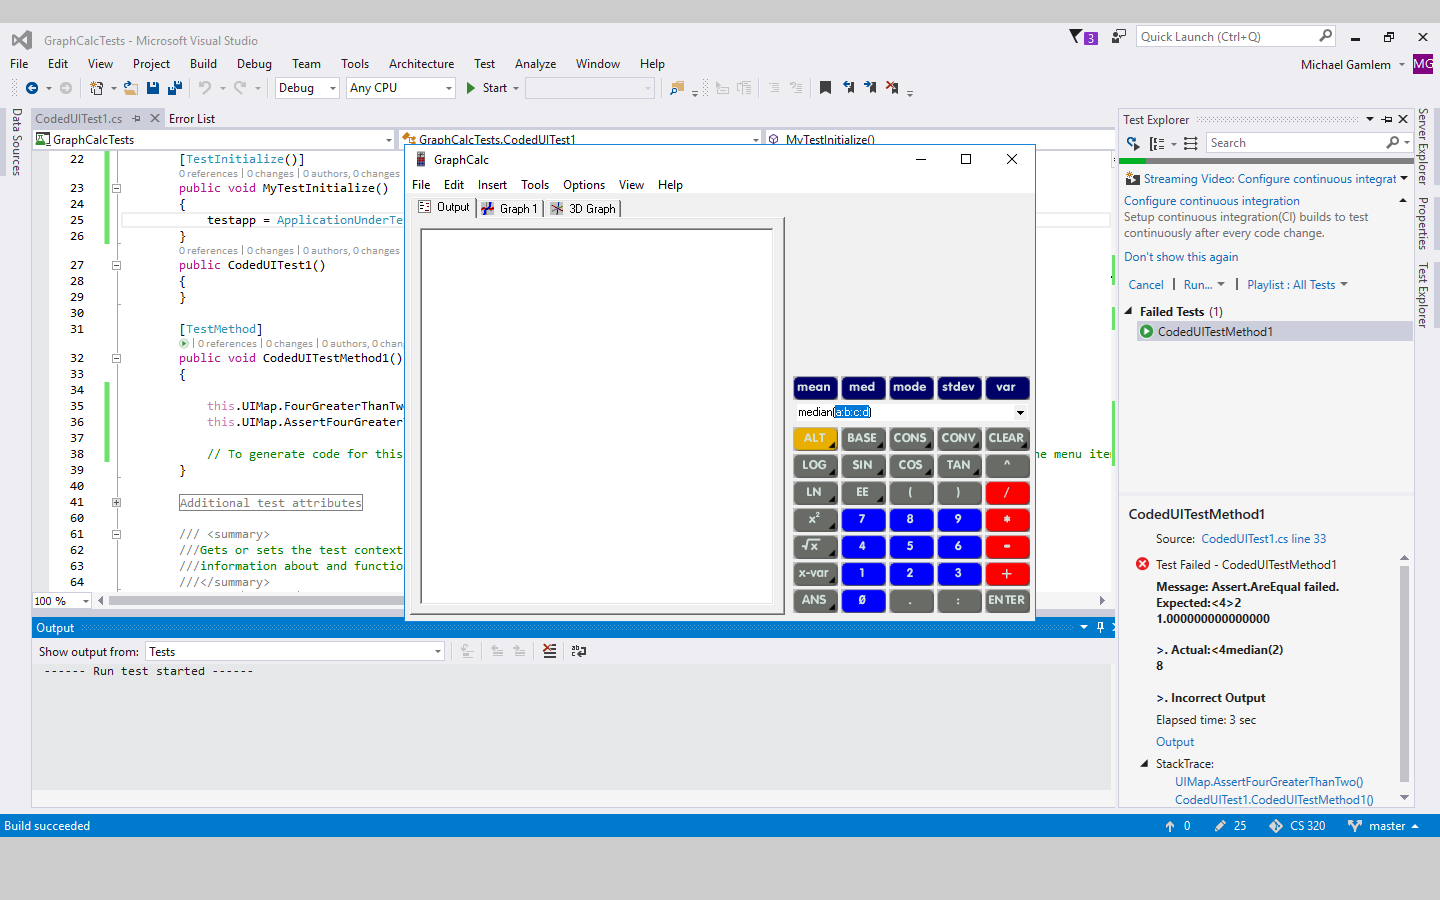 GraphCalcTests - Microsoft Visual Studio
3
Quick Launch (Ctrl+Q)
File Edit View Project Build Debug Team Tools Architecture Test Analyze Window Help
Michael Gamlem MG
Debug Any CPU Start
Data Sources
CodedUITest1.cs Error List
GraphCalcTests GraphCalcTests.CodedUITest1 MyTestInitialize()
22 [TestInitialize()]
0 references | 0 changes | 0 authors, 0 changes
23 public void MyTestInitialize()
24 {
25 testapp = ApplicationUnderTe
26 }
0 references | 0 changes | 0 authors, 0 changes
27 public CodedUITest1()
28 {
29 }
30
31 [TestMethod]
| 0 references | 0 changes | 0 authors, 0 chan
32 public void CodedUITestMethod1()
33 {
34
35 this.UIMap.FourGreaterThanTw
36 this.UIMap.AssertFourGreater
37
38 // To generate code for this
he menu item
39 }
40
41 Additional test attributes
60
61 /// <summary>
62 ///Gets or sets the test context
63 ///information about and functio
64 ///</summary>
100 %
GraphCalc
File Edit Insert Tools Options View Help
Output Graph 1 3D Graph
mean med mode stdev var
median(a:b:c:d)
ALT BASE CONS CONV CLEAR
LOG SIN COS TAN ^
LN EE ( ) /
x² 7 8 9 *
√x 4 5 6 -
x-var 1 2 3 +
ANS 0 . : ENTER
Output
Show output from: Tests
------ Run test started ------
Test Explorer
Search
Streaming Video: Configure continuous integrat
Configure continuous integration
Setup continuous integration(CI) builds to test
continuously after every code change.
Don't show this again
Cancel | Run... | Playlist : All Tests
Failed Tests (1)
CodedUITestMethod1
CodedUITestMethod1
Source: CodedUITest1.cs line 33
Test Failed - CodedUITestMethod1
Message: Assert.AreEqual failed.
Expected:<4>2
1.000000000000000
>. Actual:<4median(2)
8
>. Incorrect Output
Elapsed time: 3 sec
Output
StackTrace:
UIMap.AssertFourGreaterThanTwo()
CodedUITest1.CodedUITestMethod1()
Server Explorer
Properties
Test Explorer
Build succeeded
0 25 CS 320 master